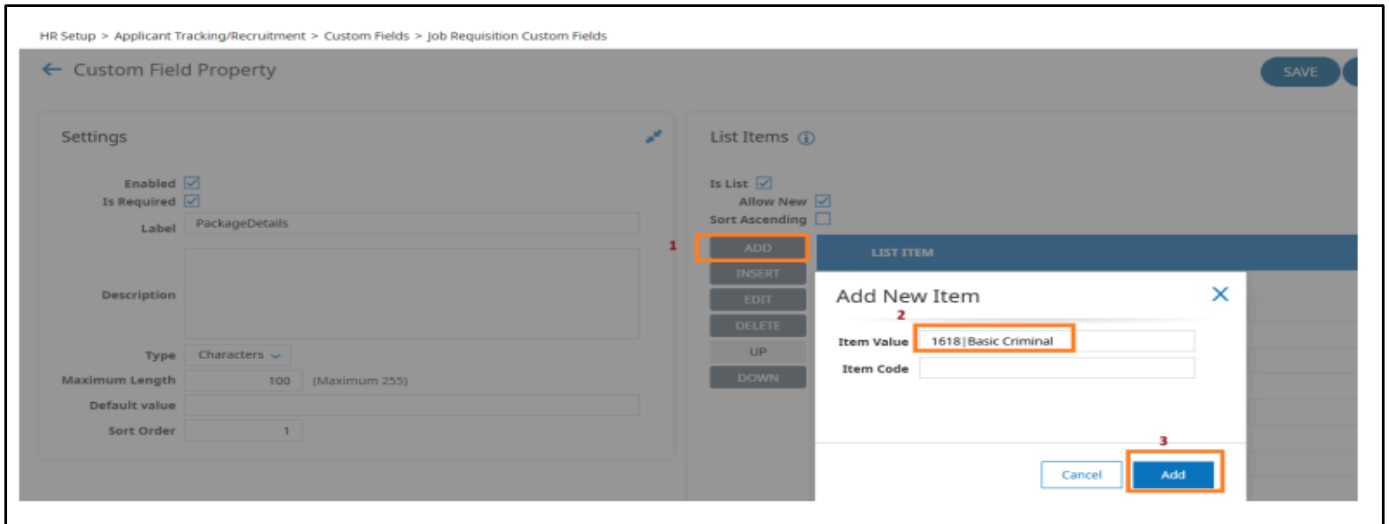 HR Setup > Applicant Tracking/Recruitment > Custom Fields > Job Requisition Custom Fields
← Custom Field Property
SAVE
Settings
Enabled
Is Required
Label PackageDetails
Description
Type Characters
Maximum Length 100 (Maximum 255)
Default value
Sort Order 1
List Items
Is List
Allow New
Sort Ascending
1 ADD
INSERT
EDIT
DELETE
UP
DOWN
LIST ITEM
Add New Item
2
Item Value 1618|Basic Criminal
Item Code
3
Cancel Add